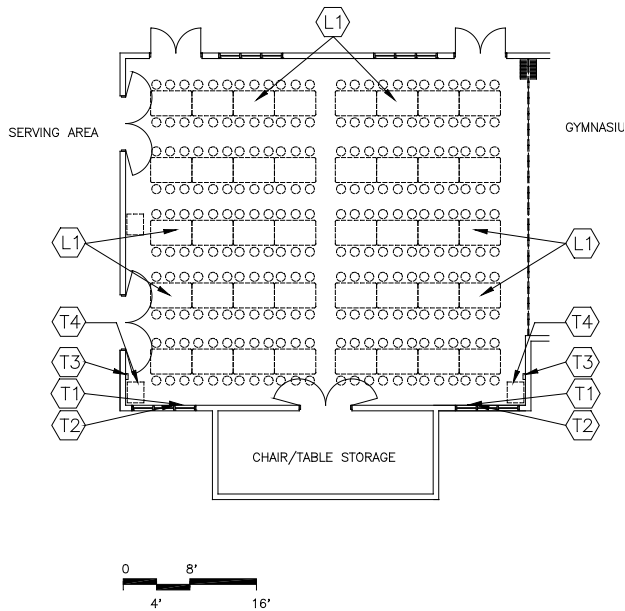 L1
SERVING AREA
GYMNASIU
L1
L1
T4
T4
T3
T3
T1
T1
T2
T2
CHAIR/TABLE STORAGE
0 8'
4' 16'